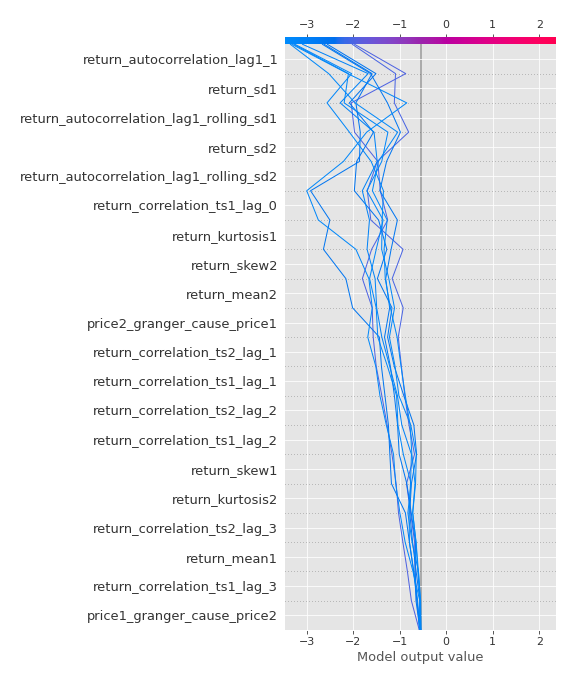 −3 −2 −1 0 1 2
return_autocorrelation_lag1_1
return_sd1
return_autocorrelation_lag1_rolling_sd1
return_sd2
return_autocorrelation_lag1_rolling_sd2
return_correlation_ts1_lag_0
return_kurtosis1
return_skew2
return_mean2
price2_granger_cause_price1
return_correlation_ts2_lag_1
return_correlation_ts1_lag_1
return_correlation_ts2_lag_2
return_correlation_ts1_lag_2
return_skew1
return_kurtosis2
return_correlation_ts2_lag_3
return_mean1
return_correlation_ts1_lag_3
price1_granger_cause_price2
−3 −2 −1 0 1 2
Model output value